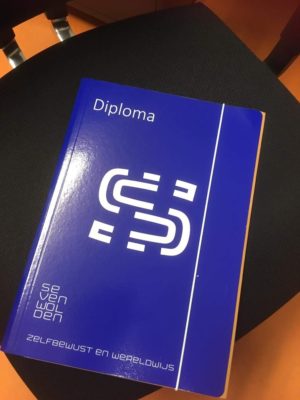 Diploma
se
ven
wol
den
zelfbewust en wereldwijs